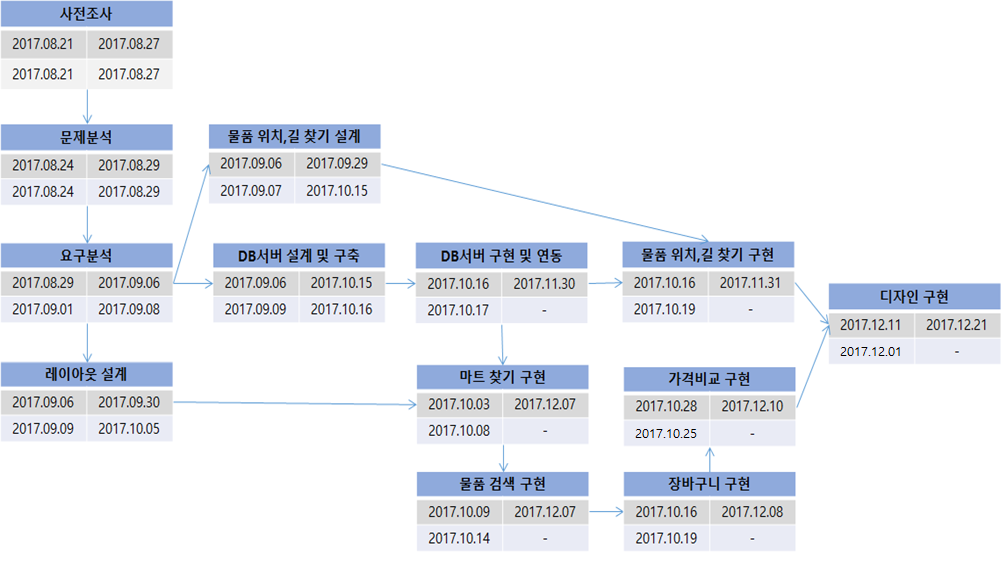 사전조사
2017.08.21 2017.08.27
2017.08.21 2017.08.27
문제분석
2017.08.24 2017.08.29
2017.08.24 2017.08.29
물품 위치,길 찾기 설계
2017.09.06 2017.09.29
2017.09.07 2017.10.15
요구분석
2017.08.29 2017.09.06
2017.09.01 2017.09.08
DB서버 설계 및 구축
2017.09.06 2017.10.15
2017.09.09 2017.10.16
DB서버 구현 및 연동
2017.10.16 2017.11.30
2017.10.17 -
물품 위치,길 찾기 구현
2017.10.16 2017.11.31
2017.10.19 -
디자인 구현
2017.12.11 2017.12.21
2017.12.01 -
레이아웃 설계
2017.09.06 2017.09.30
2017.09.09 2017.10.05
마트 찾기 구현
2017.10.03 2017.12.07
2017.10.08 -
가격비교 구현
2017.10.28 2017.12.10
2017.10.25 -
물품 검색 구현
2017.10.09 2017.12.07
2017.10.14 -
장바구니 구현
2017.10.16 2017.12.08
2017.10.19 -